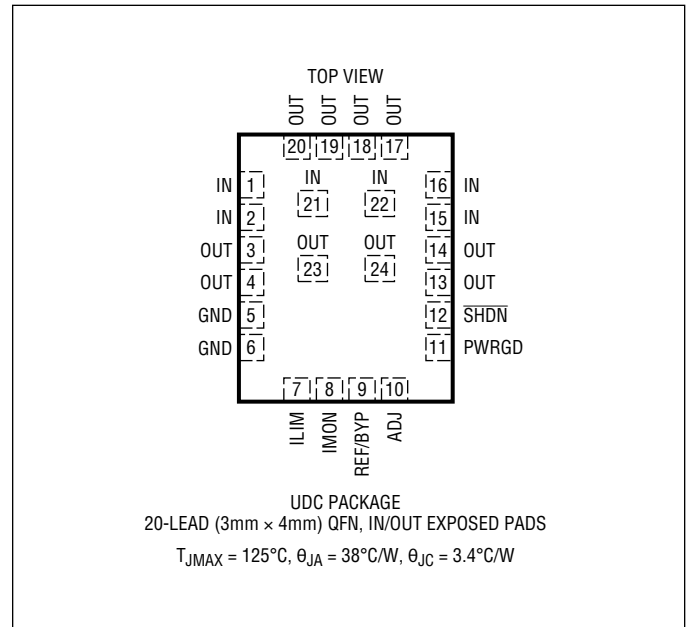 TOP VIEW
OUT OUT OUT OUT
20 19 18 17
IN IN
IN 1 21 22 16 IN
IN 2 15 IN
OUT OUT
OUT 3 23 24 14 OUT
OUT 4 13 OUT
GND 5 12 SHDN
GND 6 11 PWRGD
7 8 9 10
ILIM IMON REF/BYP ADJ
UDC PACKAGE
20-LEAD (3mm × 4mm) QFN, IN/OUT EXPOSED PADS
TJMAX = 125°C, θJA = 38°C/W, θJC = 3.4°C/W